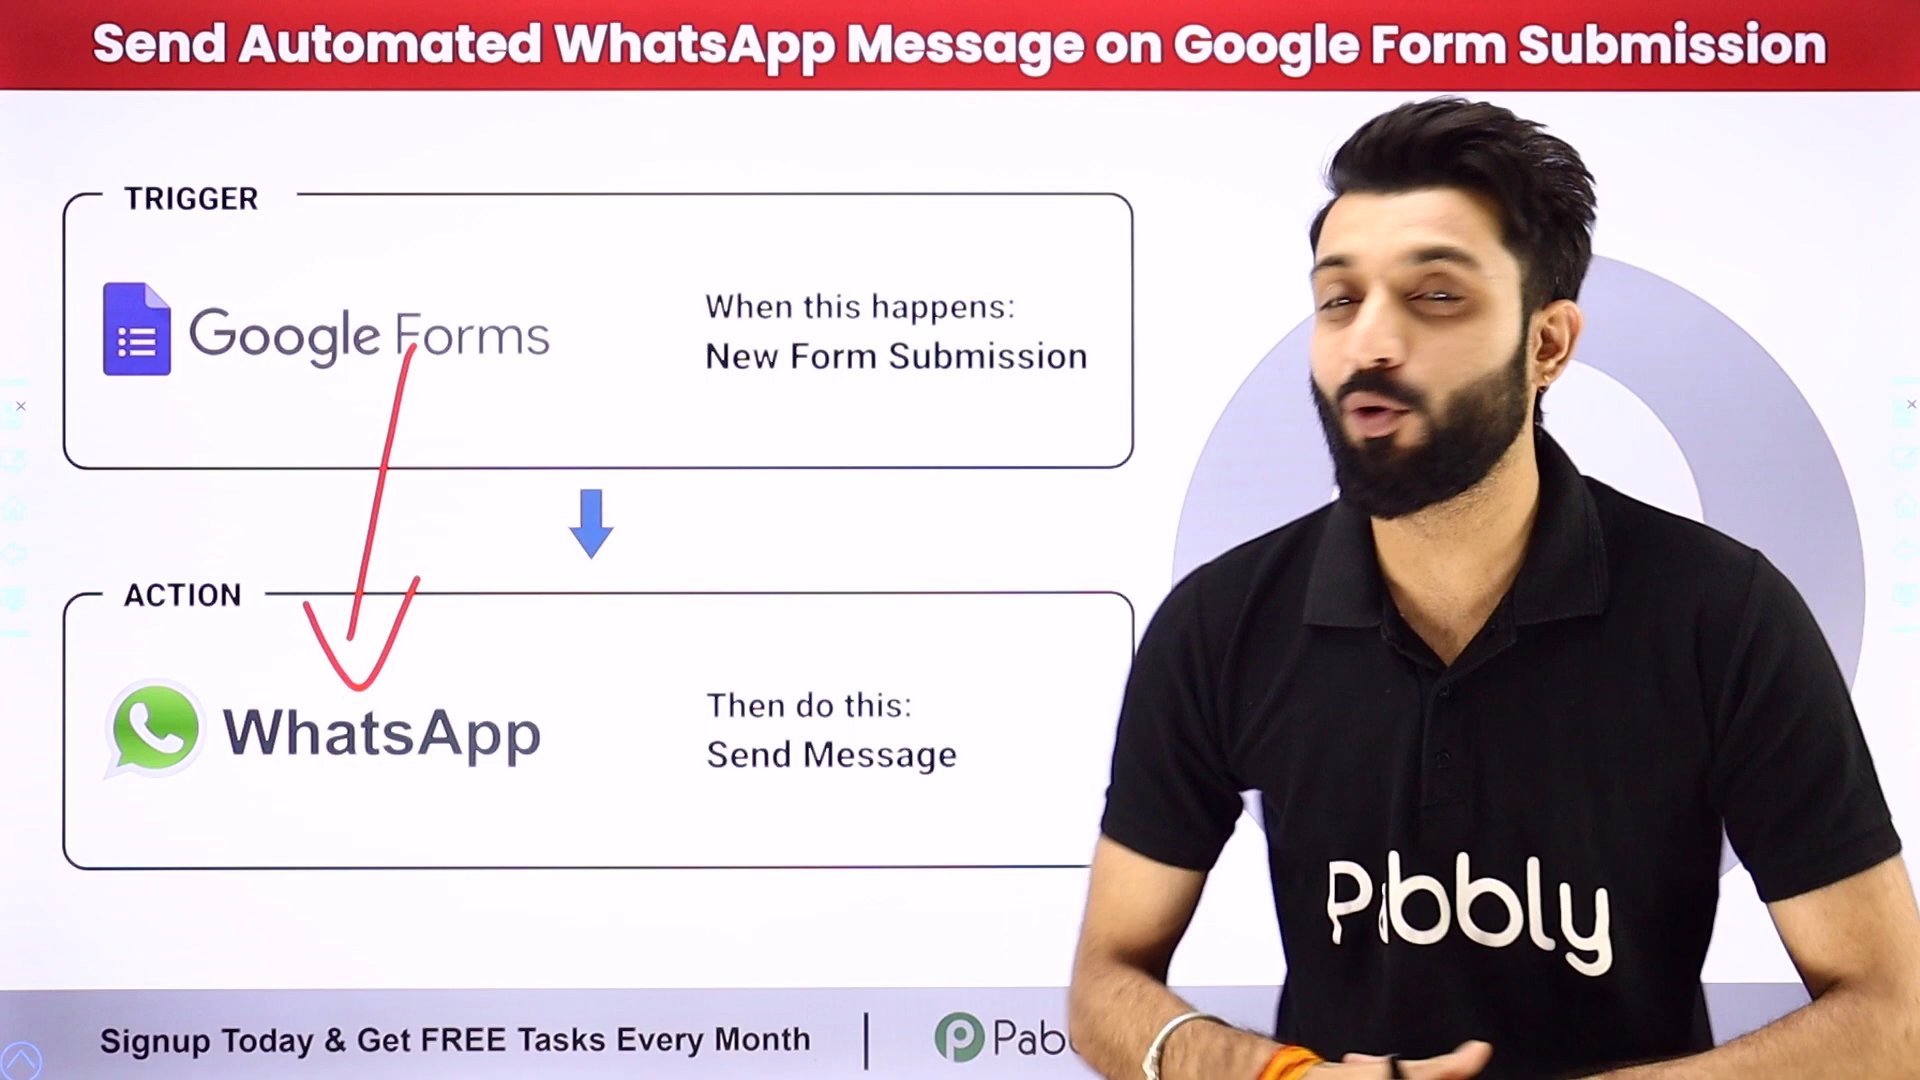 Send Automated WhatsApp Message on Google Form Submission
TRIGGER
Google Forms
When this happens:
New Form Submission
ACTION
WhatsApp
Then do this:
Send Message
Pabbly
Signup Today & Get FREE Tasks Every Month